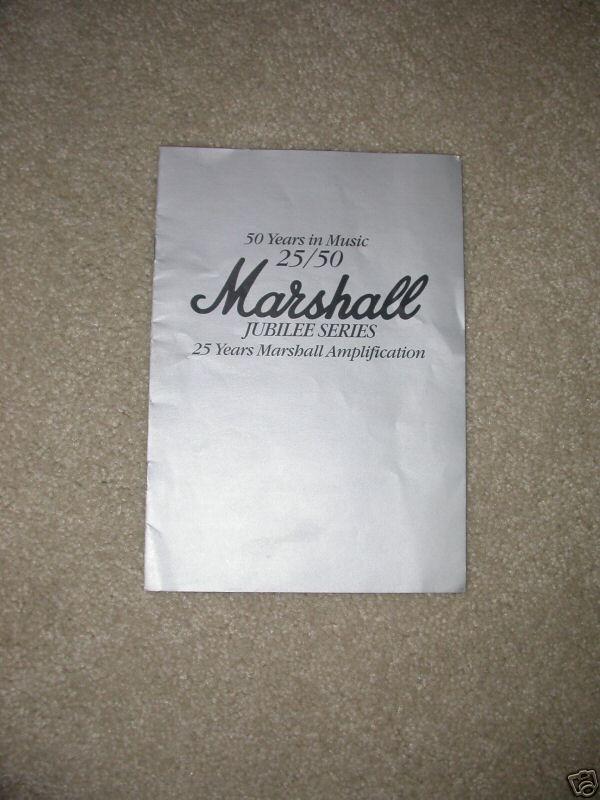 50 Years in Music
25/50
Marshall
JUBILEE SERIES
25 Years Marshall Amplification